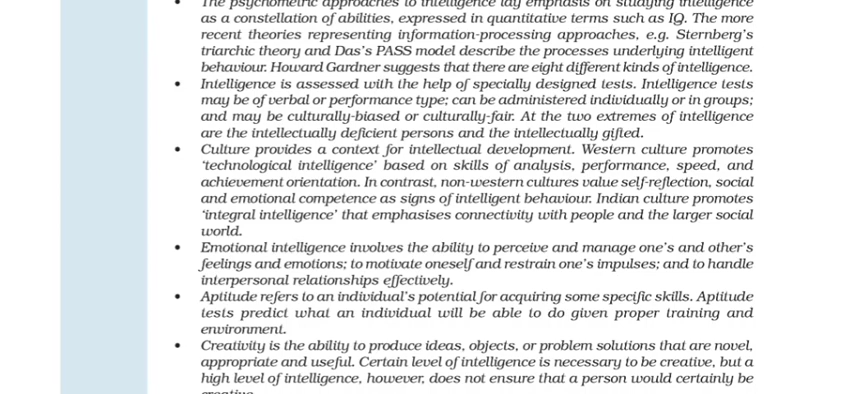 • The psychometric approaches to intelligence lay emphasis on studying intelligence
as a constellation of abilities, expressed in quantitative terms such as IQ. The more
recent theories representing information-processing approaches, e.g. Sternberg's
triarchic theory and Das's PASS model describe the processes underlying intelligent
behaviour. Howard Gardner suggests that there are eight different kinds of intelligence.
• Intelligence is assessed with the help of specially designed tests. Intelligence tests
may be of verbal or performance type; can be administered individually or in groups;
and may be culturally-biased or culturally-fair. At the two extremes of intelligence
are the intellectually deficient persons and the intellectually gifted.
• Culture provides a context for intellectual development. Western culture promotes
'technological intelligence' based on skills of analysis, performance, speed, and
achievement orientation. In contrast, non-western cultures value self-reflection, social
and emotional competence as signs of intelligent behaviour. Indian culture promotes
'integral intelligence' that emphasises connectivity with people and the larger social
world.
• Emotional intelligence involves the ability to perceive and manage one's and other's
feelings and emotions; to motivate oneself and restrain one's impulses; and to handle
interpersonal relationships effectively.
• Aptitude refers to an individual's potential for acquiring some specific skills. Aptitude
tests predict what an individual will be able to do given proper training and
environment.
• Creativity is the ability to produce ideas, objects, or problem solutions that are novel,
appropriate and useful. Certain level of intelligence is necessary to be creative, but a
high level of intelligence, however, does not ensure that a person would certainly be
creative.